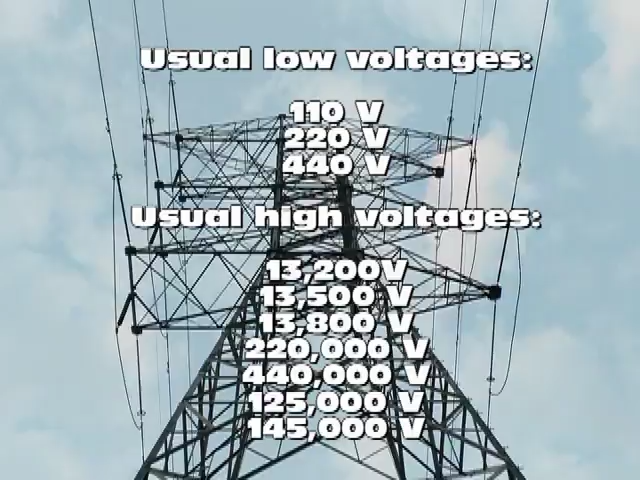 Usual low voltages:
110 V
220 V
440 V
Usual high voltages:
13,200V
13,500 V
13,800 V
220,000 V
440,000 V
125,000 V
145,000 V